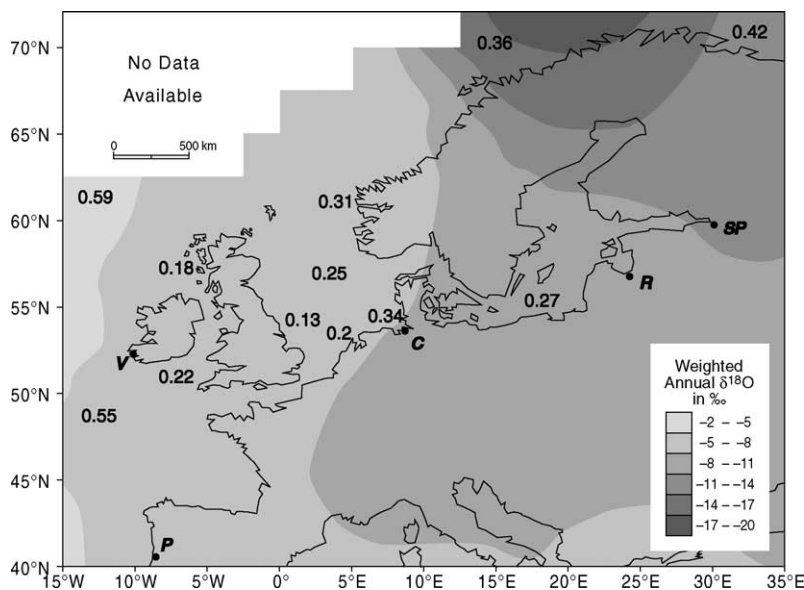 70°N
65°N
60°N
55°N
50°N
45°N
40°N
No Data
Available
0 500 km
0.36
0.42
0.59
0.31
SP
0.18
0.25
R
0.27
0.13
0.2
0.34
C
V
0.22
0.55
P
Weighted
Annual δ18O
in ‰
–2 – –5
–5 – –8
–8 – –11
–11 – –14
–14 – –17
–17 – –20
15°W 10°W 5°W 0° 5°E 10°E 15°E 20°E 25°E 30°E 35°E